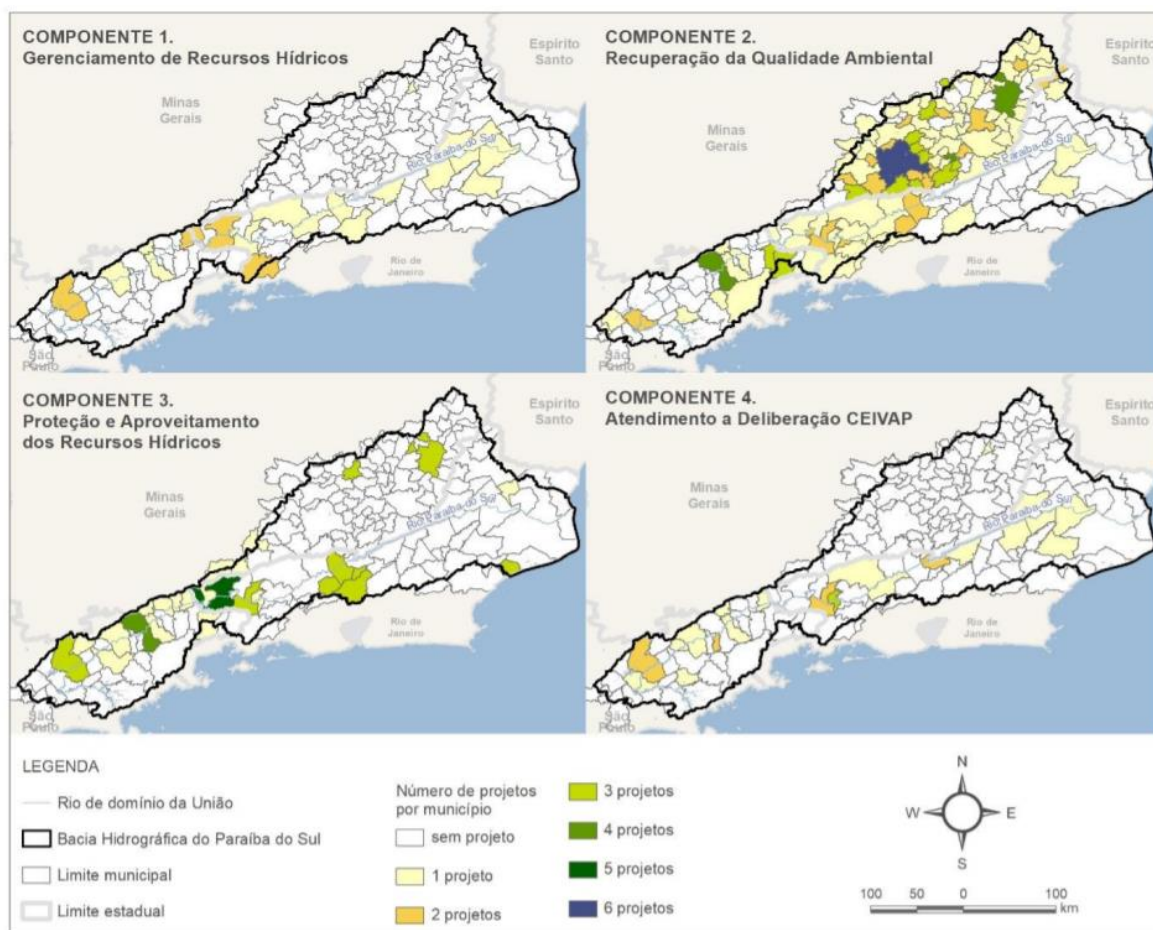 COMPONENTE 1.
Gerenciamento de Recursos Hídricos
Espírito
Santo
Minas
Gerais
Rio Paraíba do Sul
Rio de
Janeiro
São
Paulo
COMPONENTE 2.
Recuperação da Qualidade Ambiental
Espírito
Santo
Minas
Gerais
Rio Paraíba do Sul
Rio de
Janeiro
São
Paulo
COMPONENTE 3.
Proteção e Aproveitamento
dos Recursos Hídricos
Espírito
Santo
Minas
Gerais
Rio Paraíba do Sul
Rio de
Janeiro
São
Paulo
COMPONENTE 4.
Atendimento a Deliberação CEIVAP
Espírito
Santo
Minas
Gerais
Rio Paraíba do Sul
Rio de
Janeiro
São
Paulo
LEGENDA
Rio de domínio da União
Bacia Hidrográfica do Paraíba do Sul
Limite municipal
Limite estadual
Número de projetos
por município
sem projeto
1 projeto
2 projetos
3 projetos
4 projetos
5 projetos
6 projetos
N
W E
S
100 50 0 100
km